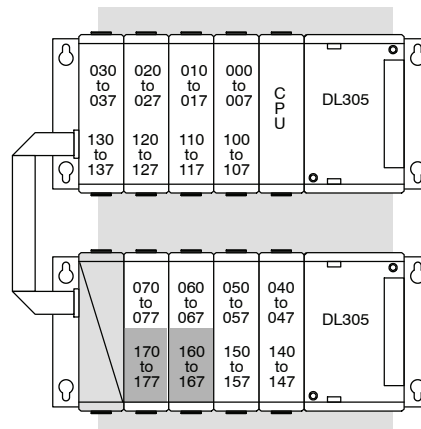 030 to 037
020 to 027
010 to 017
000 to 007
CPU
DL305
130 to 137
120 to 127
110 to 117
100 to 107
070 to 077
060 to 067
050 to 057
040 to 047
DL305
170 to 177
160 to 167
150 to 157
140 to 147